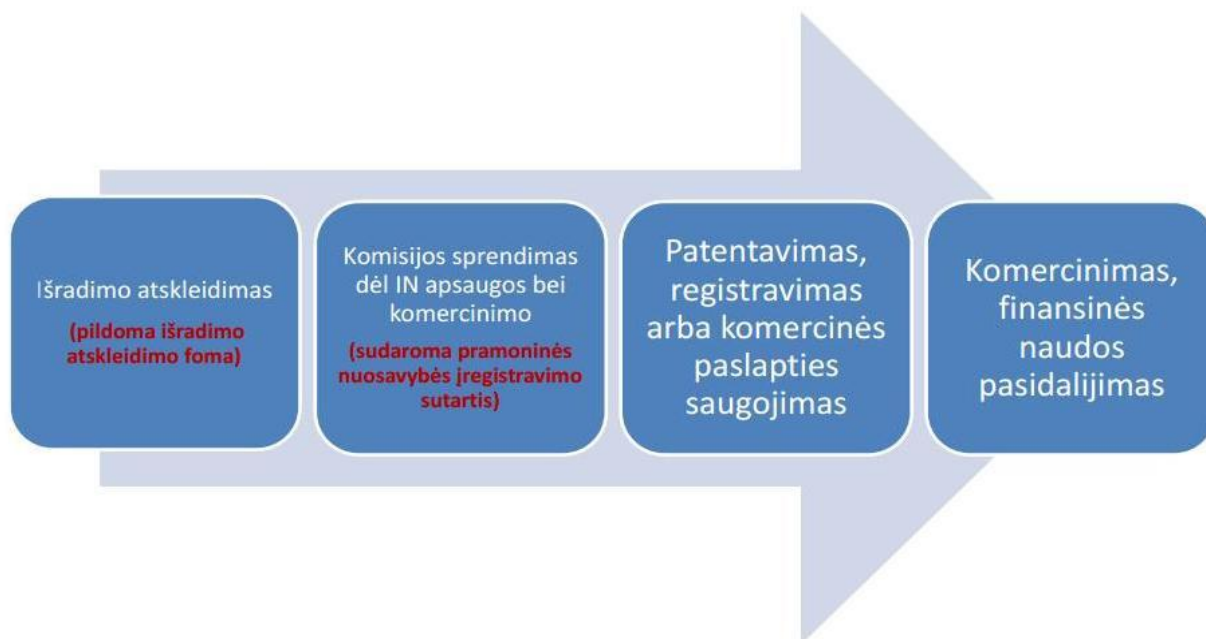 Išradimo atskleidimas
(pildoma išradimo
atskleidimo foma)
Komisijos sprendimas
dėl IN apsaugos bei
komercinimo
(sudaroma pramoninės
nuosavybės įregistravimo
sutartis)
Patentavimas,
registravimas
arba komercinės
paslapties
saugojimas
Komercinimas,
finansinės
naudos
pasidalijimas